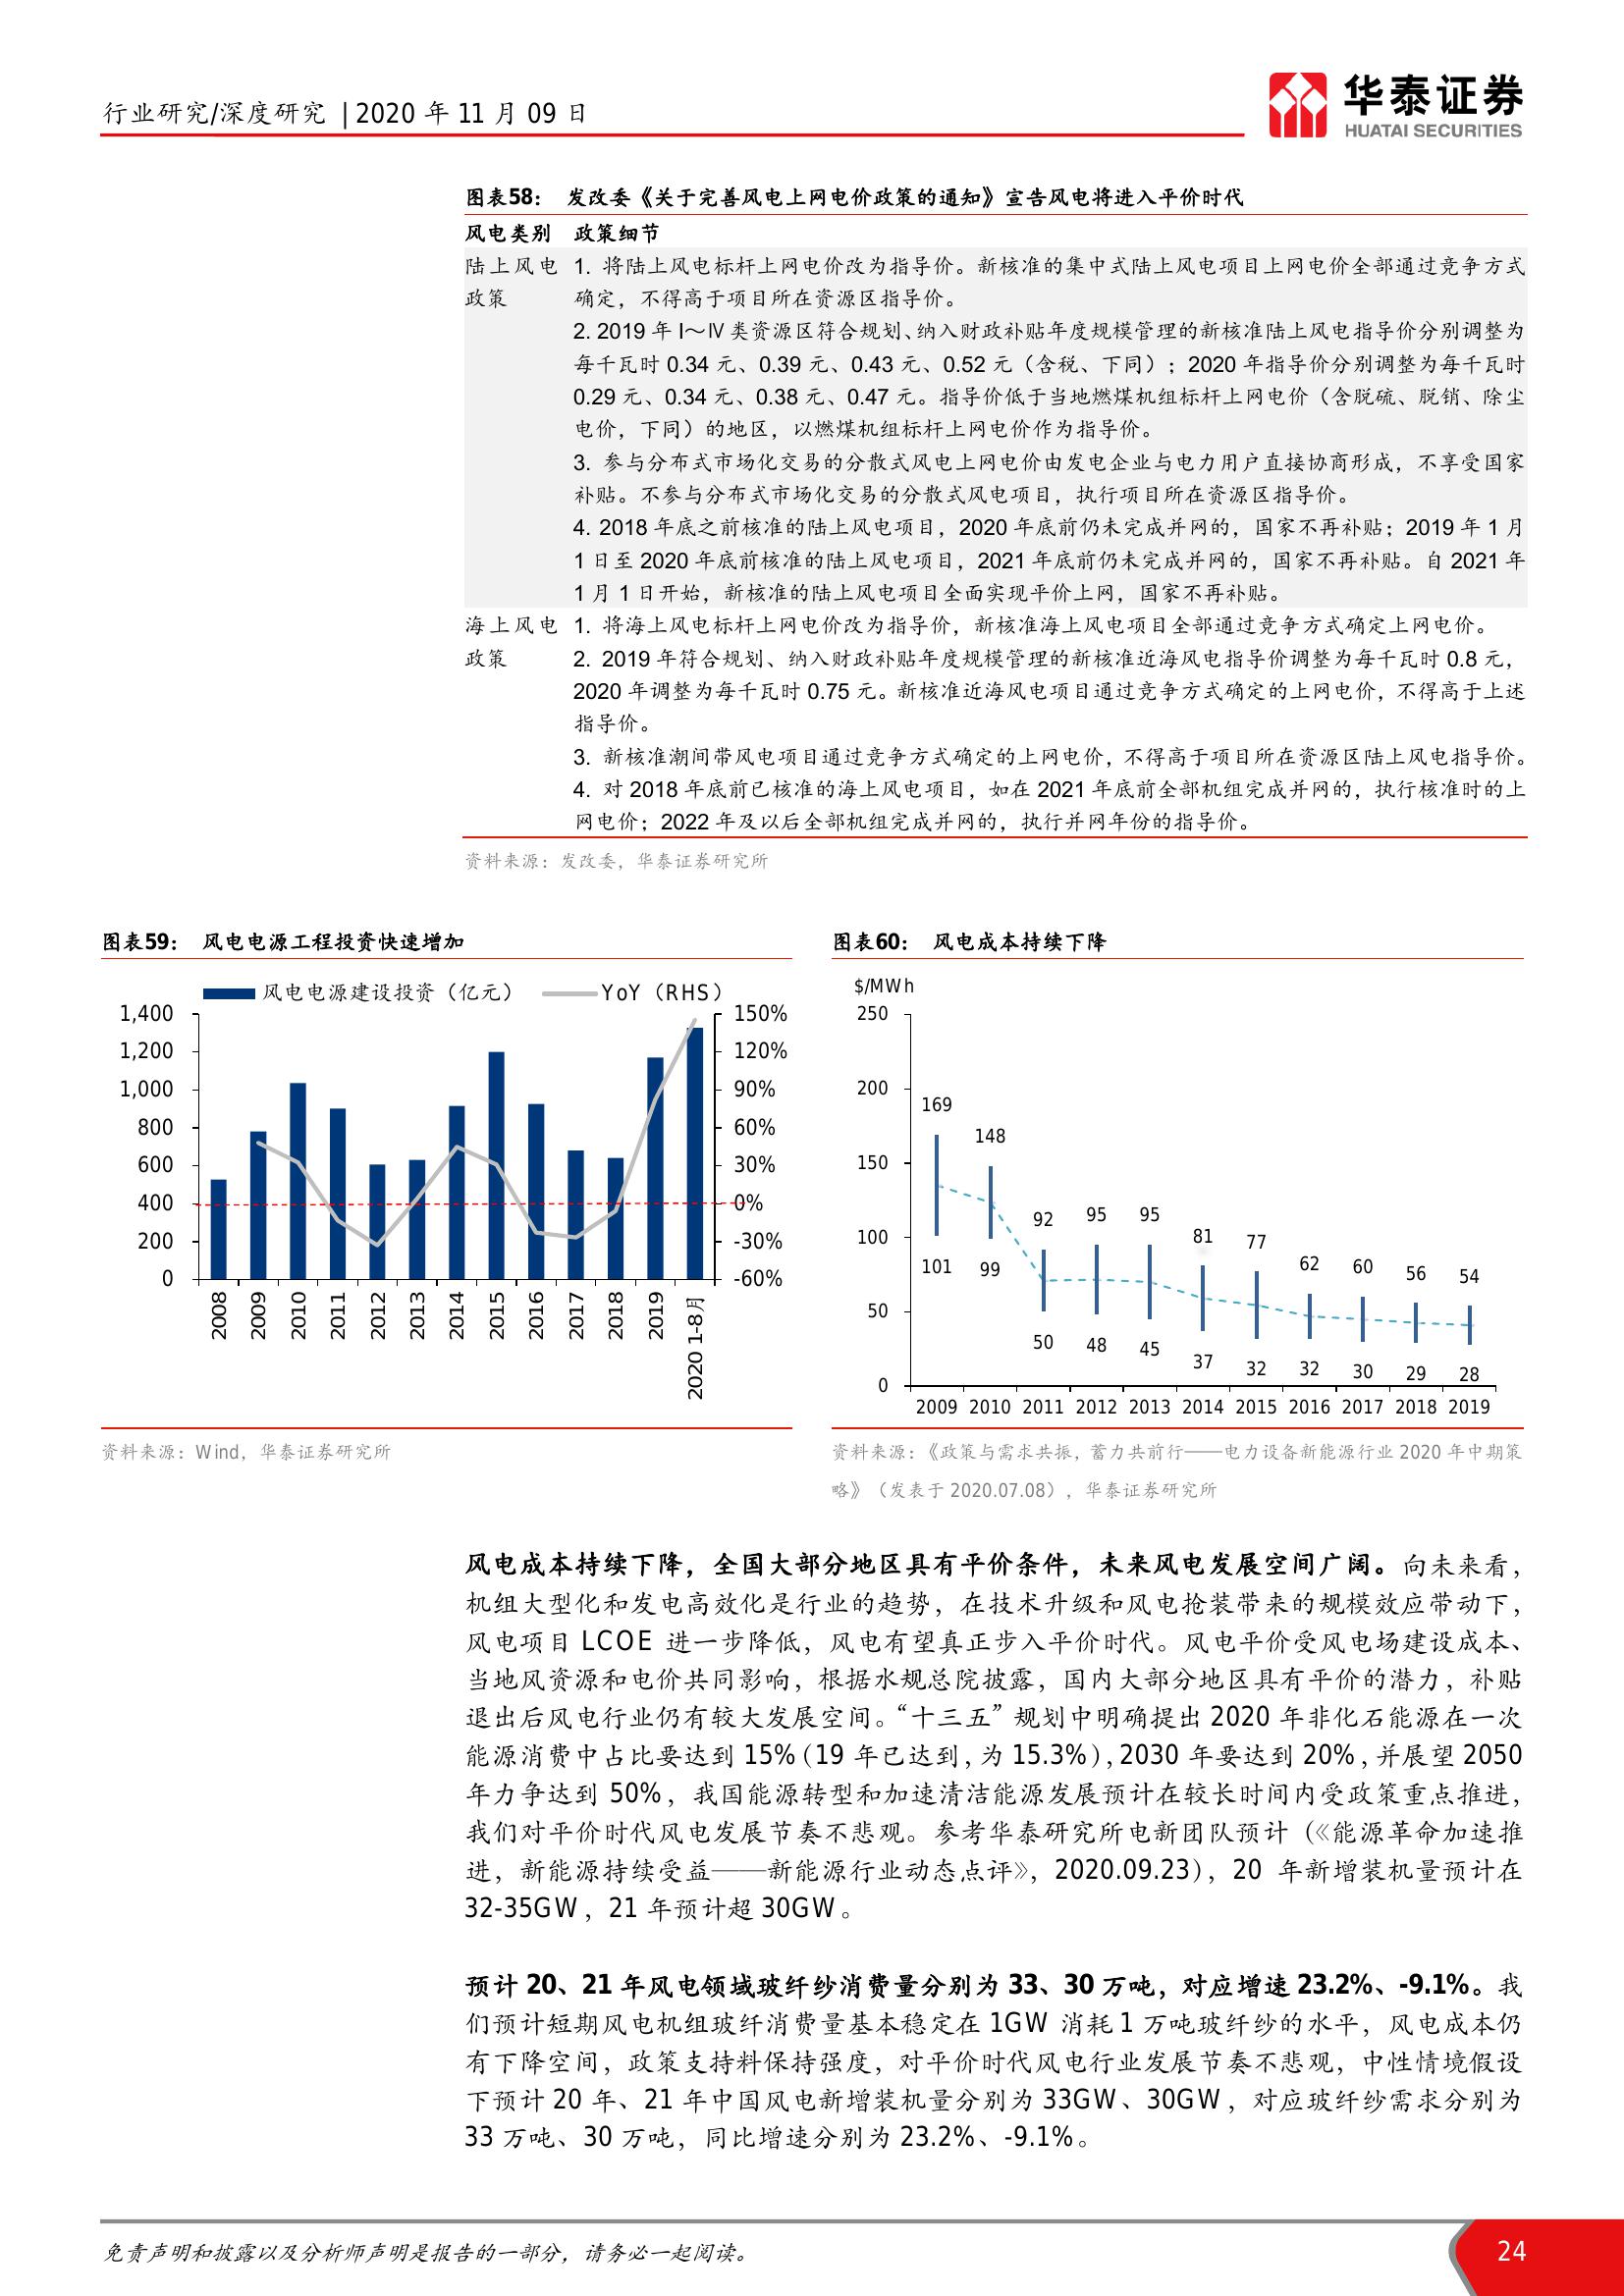 行业研究/深度研究 | 2020 年 11 月 09 日
华泰证券
HUATAI SECURITIES
图表58： 发改委《关于完善风电上网电价政策的通知》宣告风电将进入平价时代
风电类别 政策细节
陆上风电 1. 将陆上风电标杆上网电价改为指导价。新核准的集中式陆上风电项目上网电价全部通过竞争方式
政策 确定，不得高于项目所在资源区指导价。
2. 2019 年 I～Ⅳ 类资源区符合规划、纳入财政补贴年度规模管理的新核准陆上风电指导价分别调整为
每千瓦时 0.34 元、0.39 元、0.43 元、0.52 元（含税、下同）；2020 年指导价分别调整为每千瓦时
0.29 元、0.34 元、0.38 元、0.47 元。指导价低于当地燃煤机组标杆上网电价（含脱硫、脱销、除尘
电价，下同）的地区，以燃煤机组标杆上网电价作为指导价。
3. 参与分布式市场化交易的分散式风电上网电价由发电企业与电力用户直接协商形成，不享受国家
补贴。不参与分布式市场化交易的分散式风电项目，执行项目所在资源区指导价。
4. 2018 年底之前核准的陆上风电项目，2020 年底前仍未完成并网的，国家不再补贴；2019 年 1 月
1 日至 2020 年底前核准的陆上风电项目，2021 年底前仍未完成并网的，国家不再补贴。自 2021 年
1 月 1 日开始，新核准的陆上风电项目全面实现平价上网，国家不再补贴。
海上风电 1. 将海上风电标杆上网电价改为指导价，新核准海上风电项目全部通过竞争方式确定上网电价。
政策 2. 2019 年符合规划、纳入财政补贴年度规模管理的新核准近海风电指导价调整为每千瓦时 0.8 元，
2020 年调整为每千瓦时 0.75 元。新核准近海风电项目通过竞争方式确定的上网电价，不得高于上述
指导价。
3. 新核准潮间带风电项目通过竞争方式确定的上网电价，不得高于项目所在资源区陆上风电指导价。
4. 对 2018 年底前已核准的海上风电项目，如在 2021 年底前全部机组完成并网的，执行核准时的上
网电价；2022 年及以后全部机组完成并网的，执行并网年份的指导价。
资料来源：发改委，华泰证券研究所
图表59： 风电电源工程投资快速增加
风电电源建设投资（亿元） YoY（RHS）
1,400 150%
1,200 120%
1,000 90%
800 60%
600 30%
400 0%
200 -30%
0 -60%
2008 2009 2010 2011 2012 2013 2014 2015 2016 2017 2018 2019 2020 1-8月
资料来源：Wind，华泰证券研究所
图表60： 风电成本持续下降
$/MWh
250
200
150
100
50
0
169 148 92 95 95 81 77 62 60 56 54
101 99 50 48 45 37 32 32 30 29 28
2009 2010 2011 2012 2013 2014 2015 2016 2017 2018 2019
资料来源：《政策与需求共振，蓄力共前行——电力设备新能源行业 2020 年中期策
略》（发表于 2020.07.08），华泰证券研究所
风电成本持续下降，全国大部分地区具有平价条件，未来风电发展空间广阔。向未来看，
机组大型化和发电高效化是行业的趋势，在技术升级和风电抢装带来的规模效应带动下，
风电项目 LCOE 进一步降低，风电有望真正步入平价时代。风电平价受风电场建设成本、
当地风资源和电价共同影响，根据水规总院披露，国内大部分地区具有平价的潜力，补贴
退出后风电行业仍有较大发展空间。“十三五”规划中明确提出 2020 年非化石能源在一次
能源消费中占比要达到 15%（19 年已达到，为 15.3%），2030 年要达到 20%，并展望 2050
年力争达到 50%，我国能源转型和加速清洁能源发展预计在较长时间内受政策重点推进，
我们对平价时代风电发展节奏不悲观。参考华泰研究所电新团队预计（《能源革命加速推
进，新能源持续受益——新能源行业动态点评》，2020.09.23），20 年新增装机量预计在
32-35GW，21 年预计超 30GW。
预计 20、21 年风电领域玻纤纱消费量分别为 33、30 万吨，对应增速 23.2%、-9.1%。我
们预计短期风电机组玻纤消费量基本稳定在 1GW 消耗 1 万吨玻纤纱的水平，风电成本仍
有下降空间，政策支持料保持强度，对平价时代风电行业发展节奏不悲观，中性情境假设
下预计 20 年、21 年中国风电新增装机量分别为 33GW、30GW，对应玻纤纱需求分别为
33 万吨、30 万吨，同比增速分别为 23.2%、-9.1%。
免责声明和披露以及分析师声明是报告的一部分，请务必一起阅读。
24